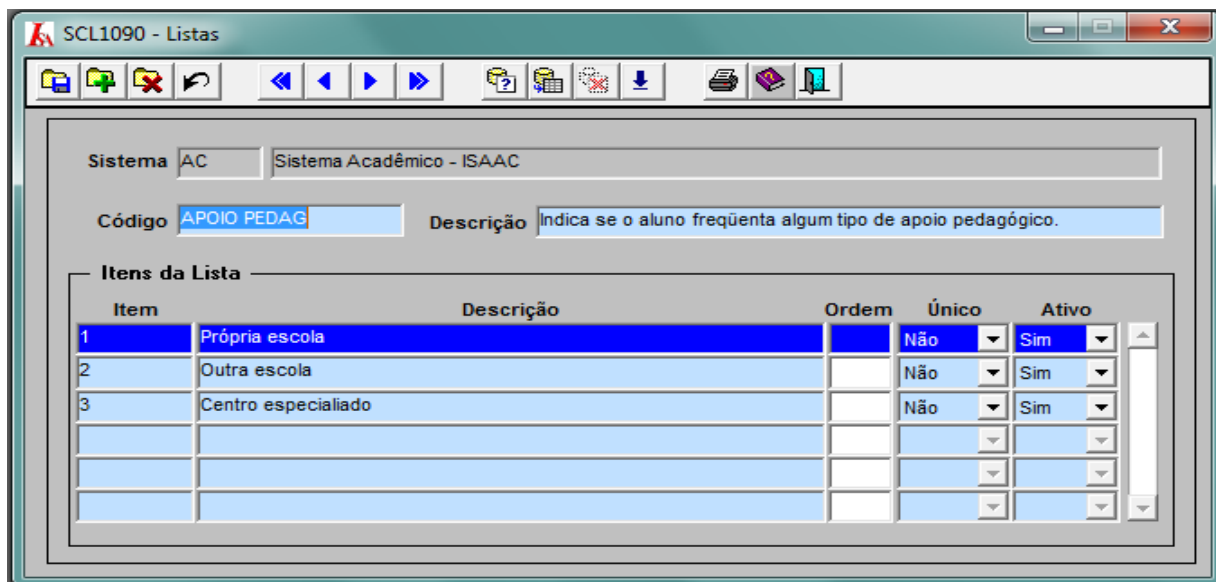 SCL1090 - Listas
Sistema AC Sistema Acadêmico - ISAAC
Código APOIO PEDAG Descrição Indica se o aluno freqüenta algum tipo de apoio pedagógico.
Itens da Lista
Item Descrição Ordem Único Ativo
1 Própria escola Não Sim
2 Outra escola Não Sim
3 Centro especialiado Não Sim